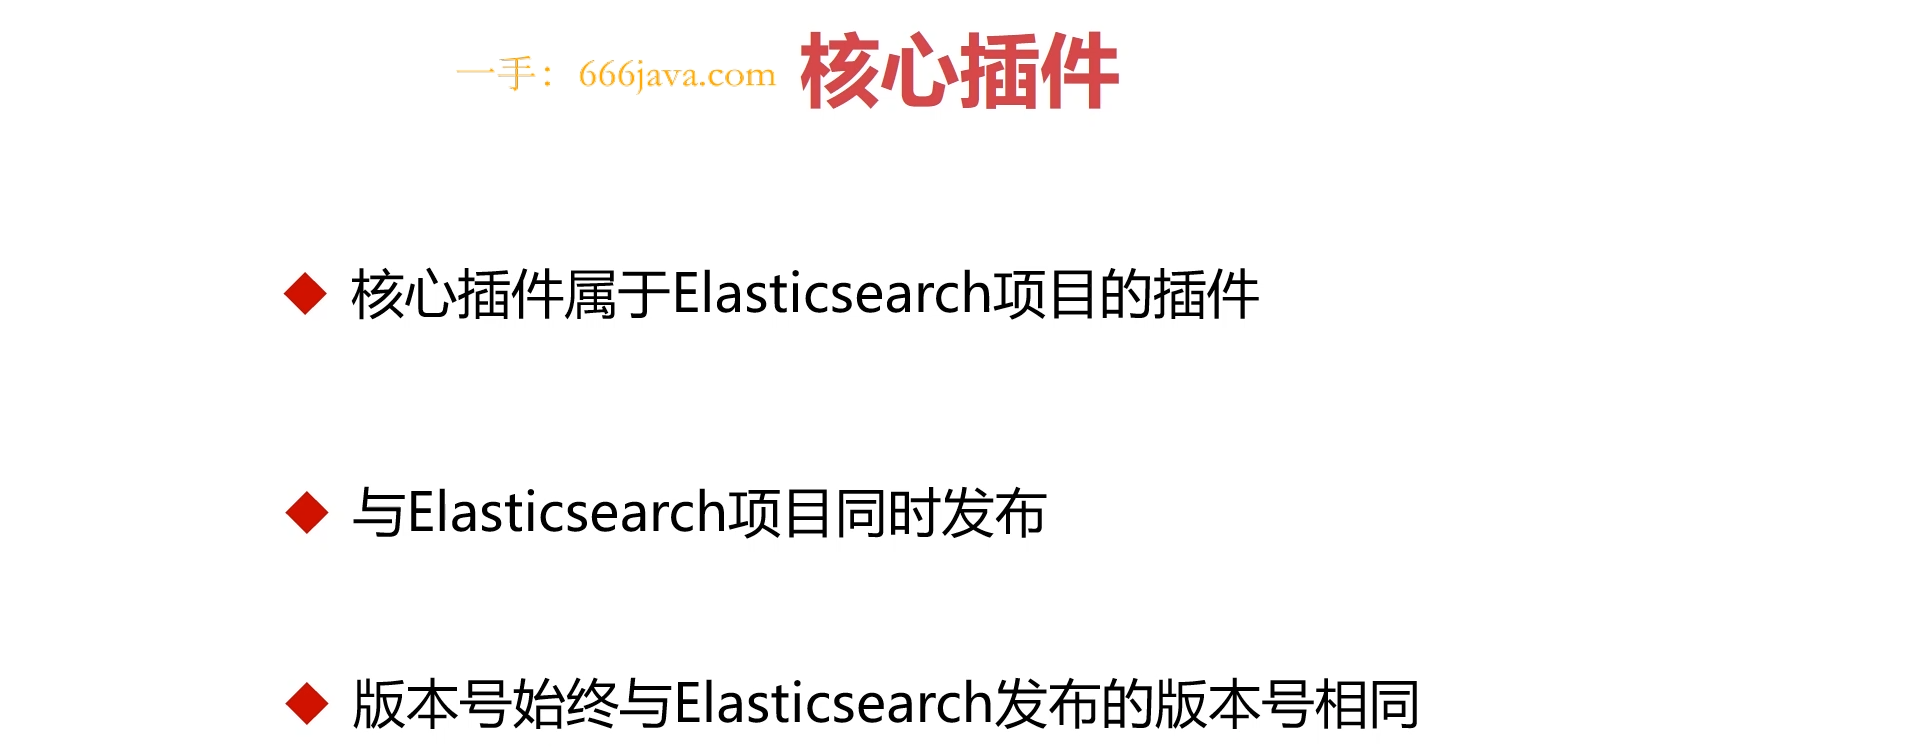 一手：666java.com 核心插件
核心插件属于Elasticsearch项目的插件
与Elasticsearch项目同时发布
版本号始终与Elasticsearch发布的版本号相同